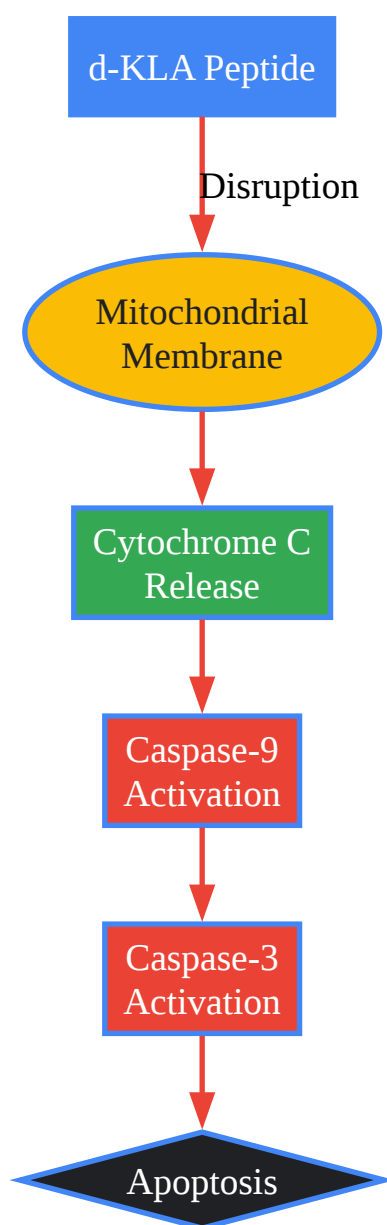 d-KLA Peptide
Disruption
Mitochondrial
Membrane
Cytochrome C
Release
Caspase-9
Activation
Caspase-3
Activation
Apoptosis